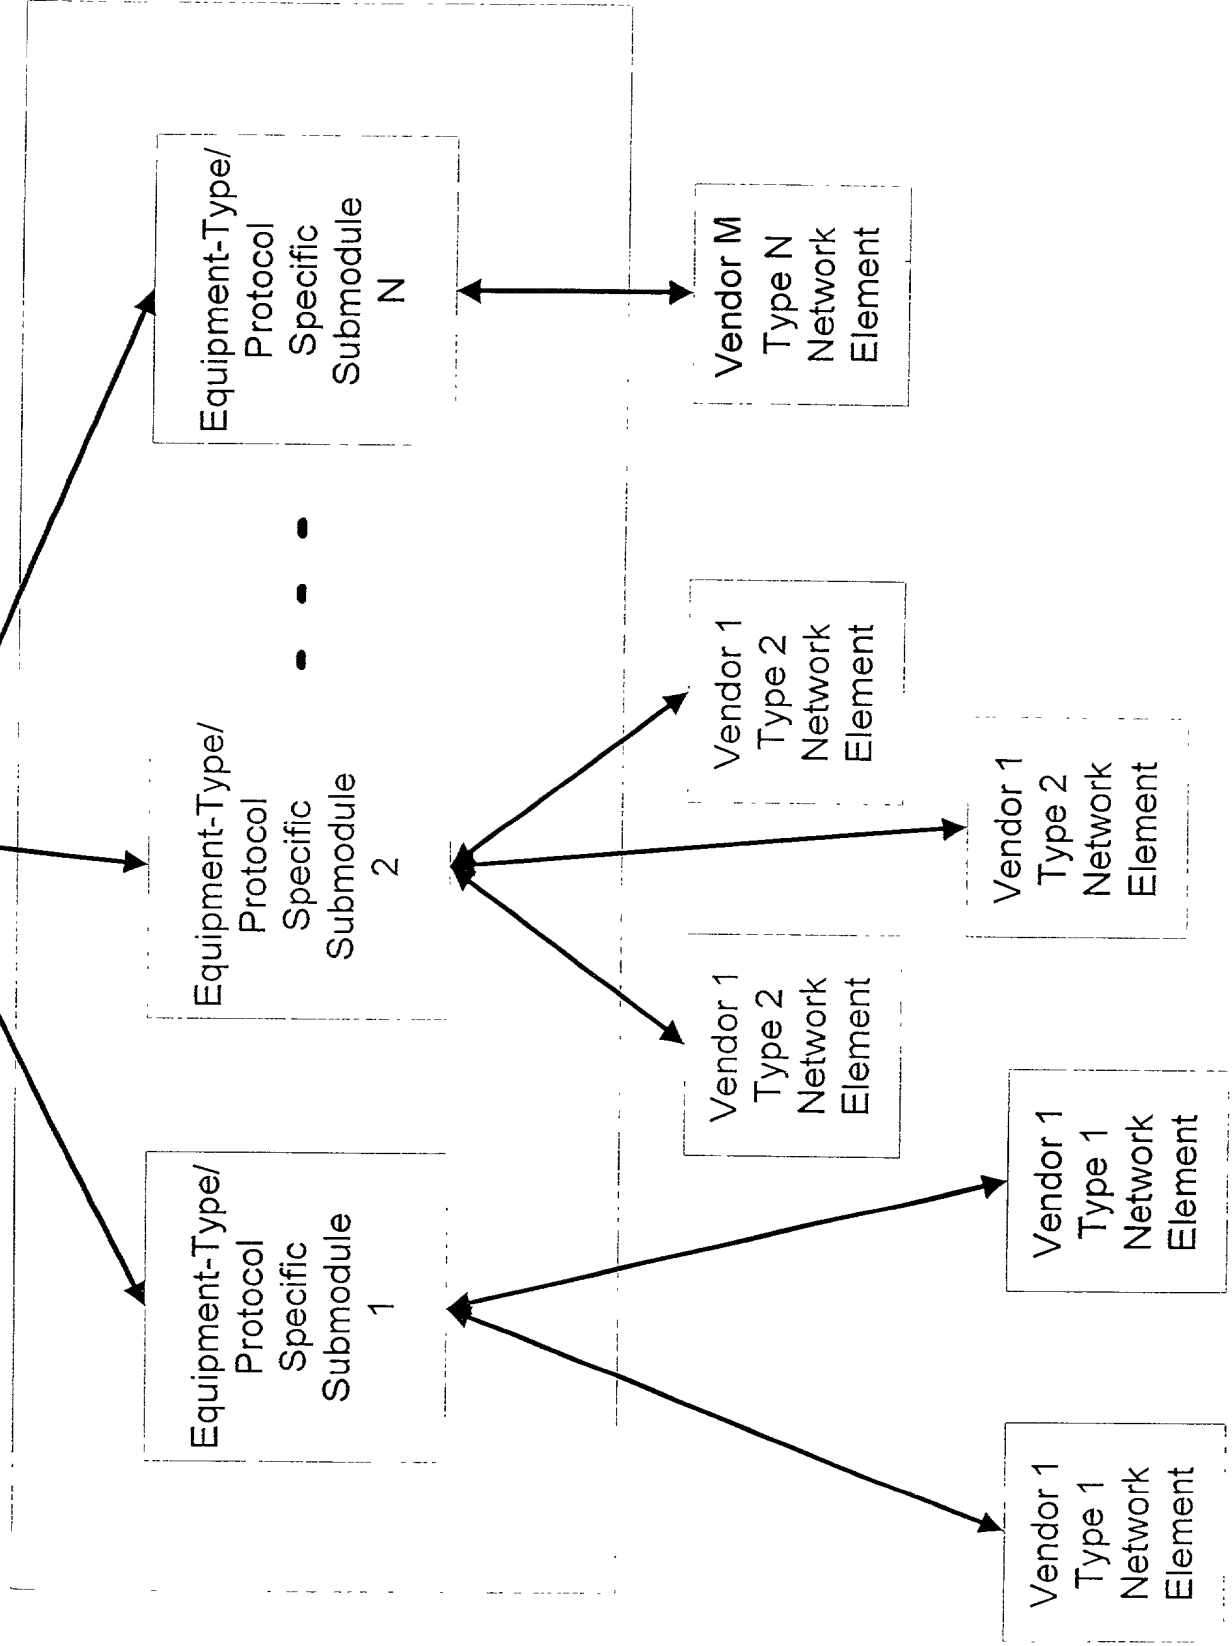 Equipment-Type/
Protocol
Specific
Submodule
1
Equipment-Type/
Protocol
Specific
Submodule
2
Equipment-Type/
Protocol
Specific
Submodule
N
Vendor 1
Type 2
Network
Element
Vendor 1
Type 2
Network
Element
Vendor M
Type N
Network
Element
Vendor 1
Type 2
Network
Element
Vendor 1
Type 1
Network
Element
Vendor 1
Type 1
Network
Element